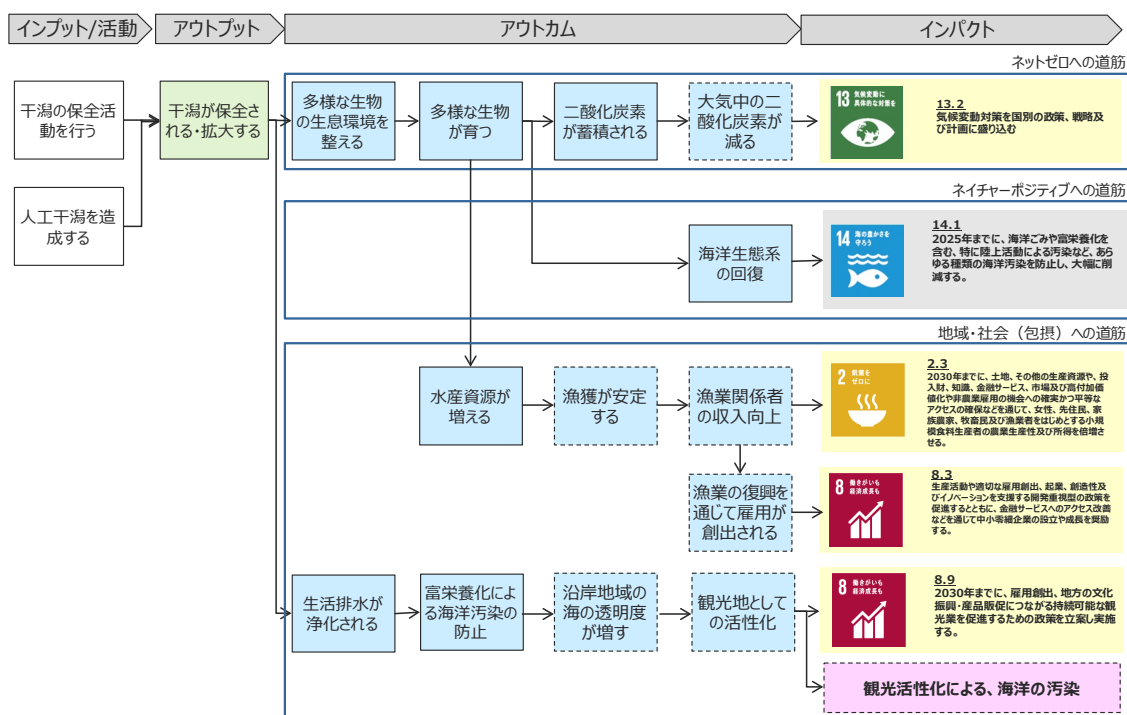 インプット/活動
アウトプット
アウトカム
インパクト
ネットゼロへの道筋
干潟の保全活
動を行う
干潟が保全さ
れる・拡大する
多様な生物
の生息環境を
整える
多様な生物
が育つ
二酸化炭素
が蓄積される
大気中の二
酸化炭素が
減る
13 気候変動に
具体的な対策を
13.2
気候変動対策を国別の政策、戦略及
び計画に盛り込む
人工干潟を造
成する
ネイチャーポジティブへの道筋
海洋生態系
の回復
14 海の豊かさを
守ろう
14.1
2025年までに、海洋ごみや富栄養化を
含む、特に陸上活動による汚染など、あら
ゆる種類の海洋汚染を防止し、大幅に削
減する。
地域・社会(包摂)への道筋
水産資源が
増える
漁獲が安定
する
漁業関係者
の収入向上
2 飢餓を
ゼロに
2.3
2030年までに、土地、その他の生産資源や、投
入財、知識、金融サービス、市場及び高付加価
値化や非農業雇用の機会への確実かつ平等な
アクセスの確保などを通じて、女性、先住民、家
族農家、牧畜民及び漁業者をはじめとする小規
模食料生産者の農業生産性及び所得を倍増さ
せる。
漁業の復興を
通じて雇用が
創出される
8 働きがいも
経済成長も
8.3
生産活動や適切な雇用創出、起業、創造性及
びイノベーションを支援する開発重視型の政策を
促進するとともに、金融サービスへのアクセス改善
などを通じて中小零細企業の設立や成長を奨励
する。
生活排水が
浄化される
富栄養化によ
る海洋汚染の
防止
沿岸地域の
海の透明度
が増す
観光地として
の活性化
8 働きがいも
経済成長も
8.9
2030年までに、雇用創出、地方の文化
振興・産品販促につながる持続可能な観
光業を促進するための政策を立案し実施
する。
観光活性化による、海洋の汚染